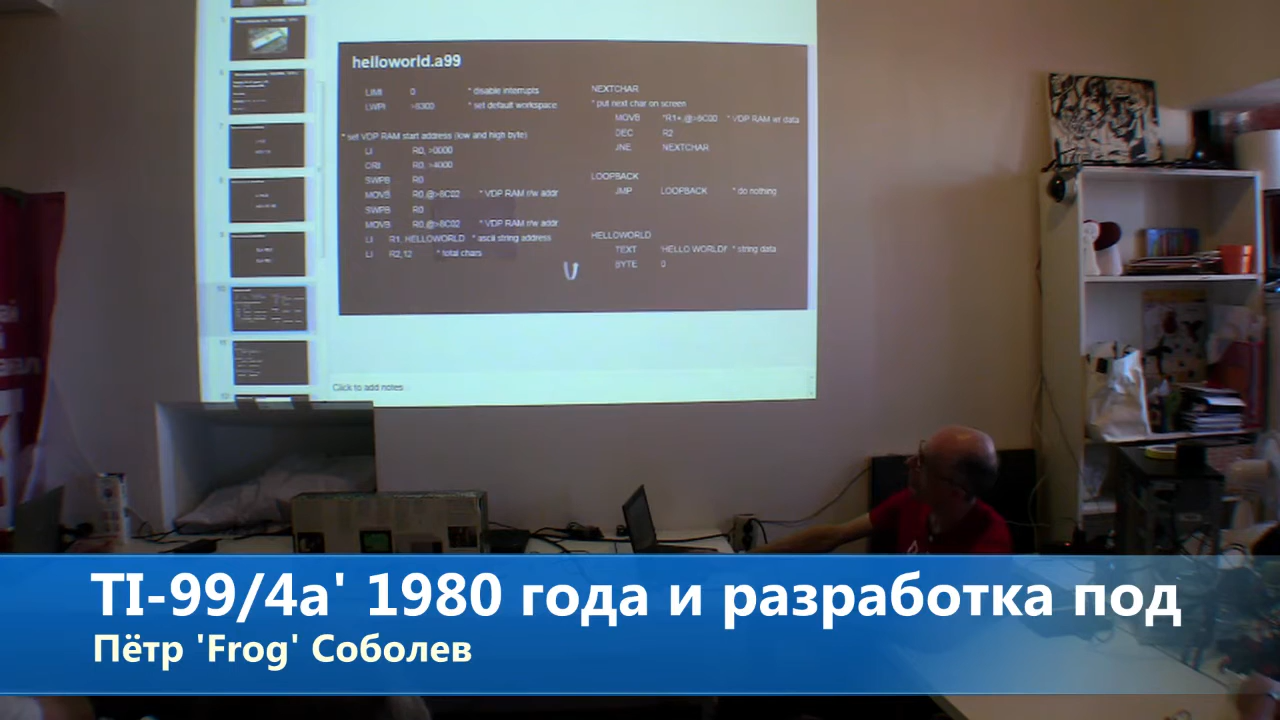 helloworld.a99
LIMI 0 * disable interrupts
LWPI >8300 * set default workspace
* set VDP RAM start address (low and high byte)
LI R0, >0000
ORI R0, >4000
SWPB R0
MOVB R0,@>8C02 * VDP RAM r/w addr
SWPB R0
MOVB R0,@>8C02 * VDP RAM r/w addr
LI R1, HELLOWORLD * ascii string address
LI R2,12 * total chars
NEXTCHAR
* put next char on screen
MOVB *R1+,@>8C00 * VDP RAM w/ data
DEC R2
JNE NEXTCHAR
LOOPBACK
JMP LOOPBACK * do nothing
HELLOWORLD
TEXT 'HELLO WORLD!' * string data
BYTE 0
Click to add notes
TI-99/4a' 1980 года и разработка под
Пётр 'Frog' Соболев